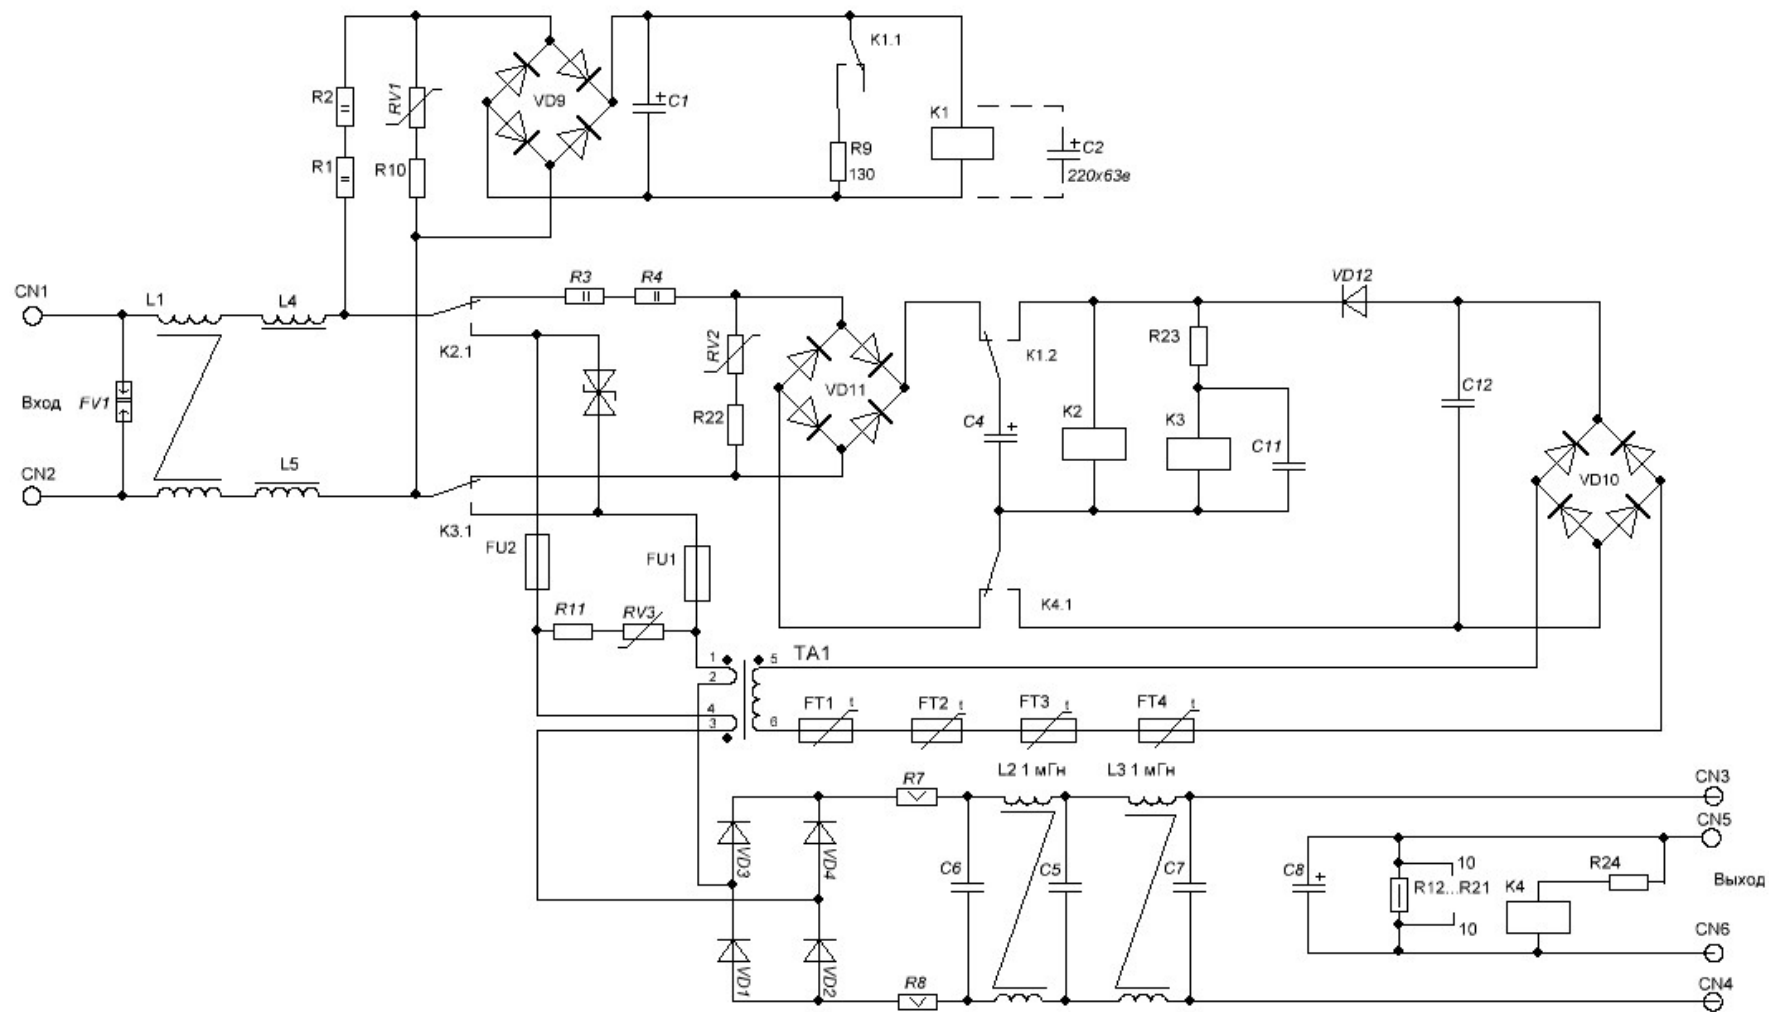 K1.1
R2
RV1
VD9
C1
K1
R1
R10
R9
130
C2
220х63в
CN1
L1
L4
R3
R4
VD12
K2.1
RV2
VD11
K1.2
R23
C12
Вход
FV1
R22
C4
K2
K3
C11
CN2
L5
VD10
K3.1
FU2
FU1
R11
RV3
K4.1
TA1
1
2
4
3
5
6
FT1
t
FT2
t
FT3
t
FT4
t
L2 1 мГн
L3 1 мГн
R7
CN3
CN5
VD3
VD4
C6
C5
C7
C8
10
R12...R21
10
K4
R24
Выход
CN6
VD1
VD2
R8
CN4